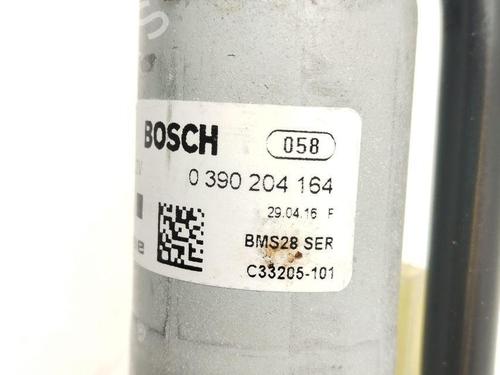 BOSCH
058
0 390 204 164
29.04.16 F
BMS28 SER
C33205-101